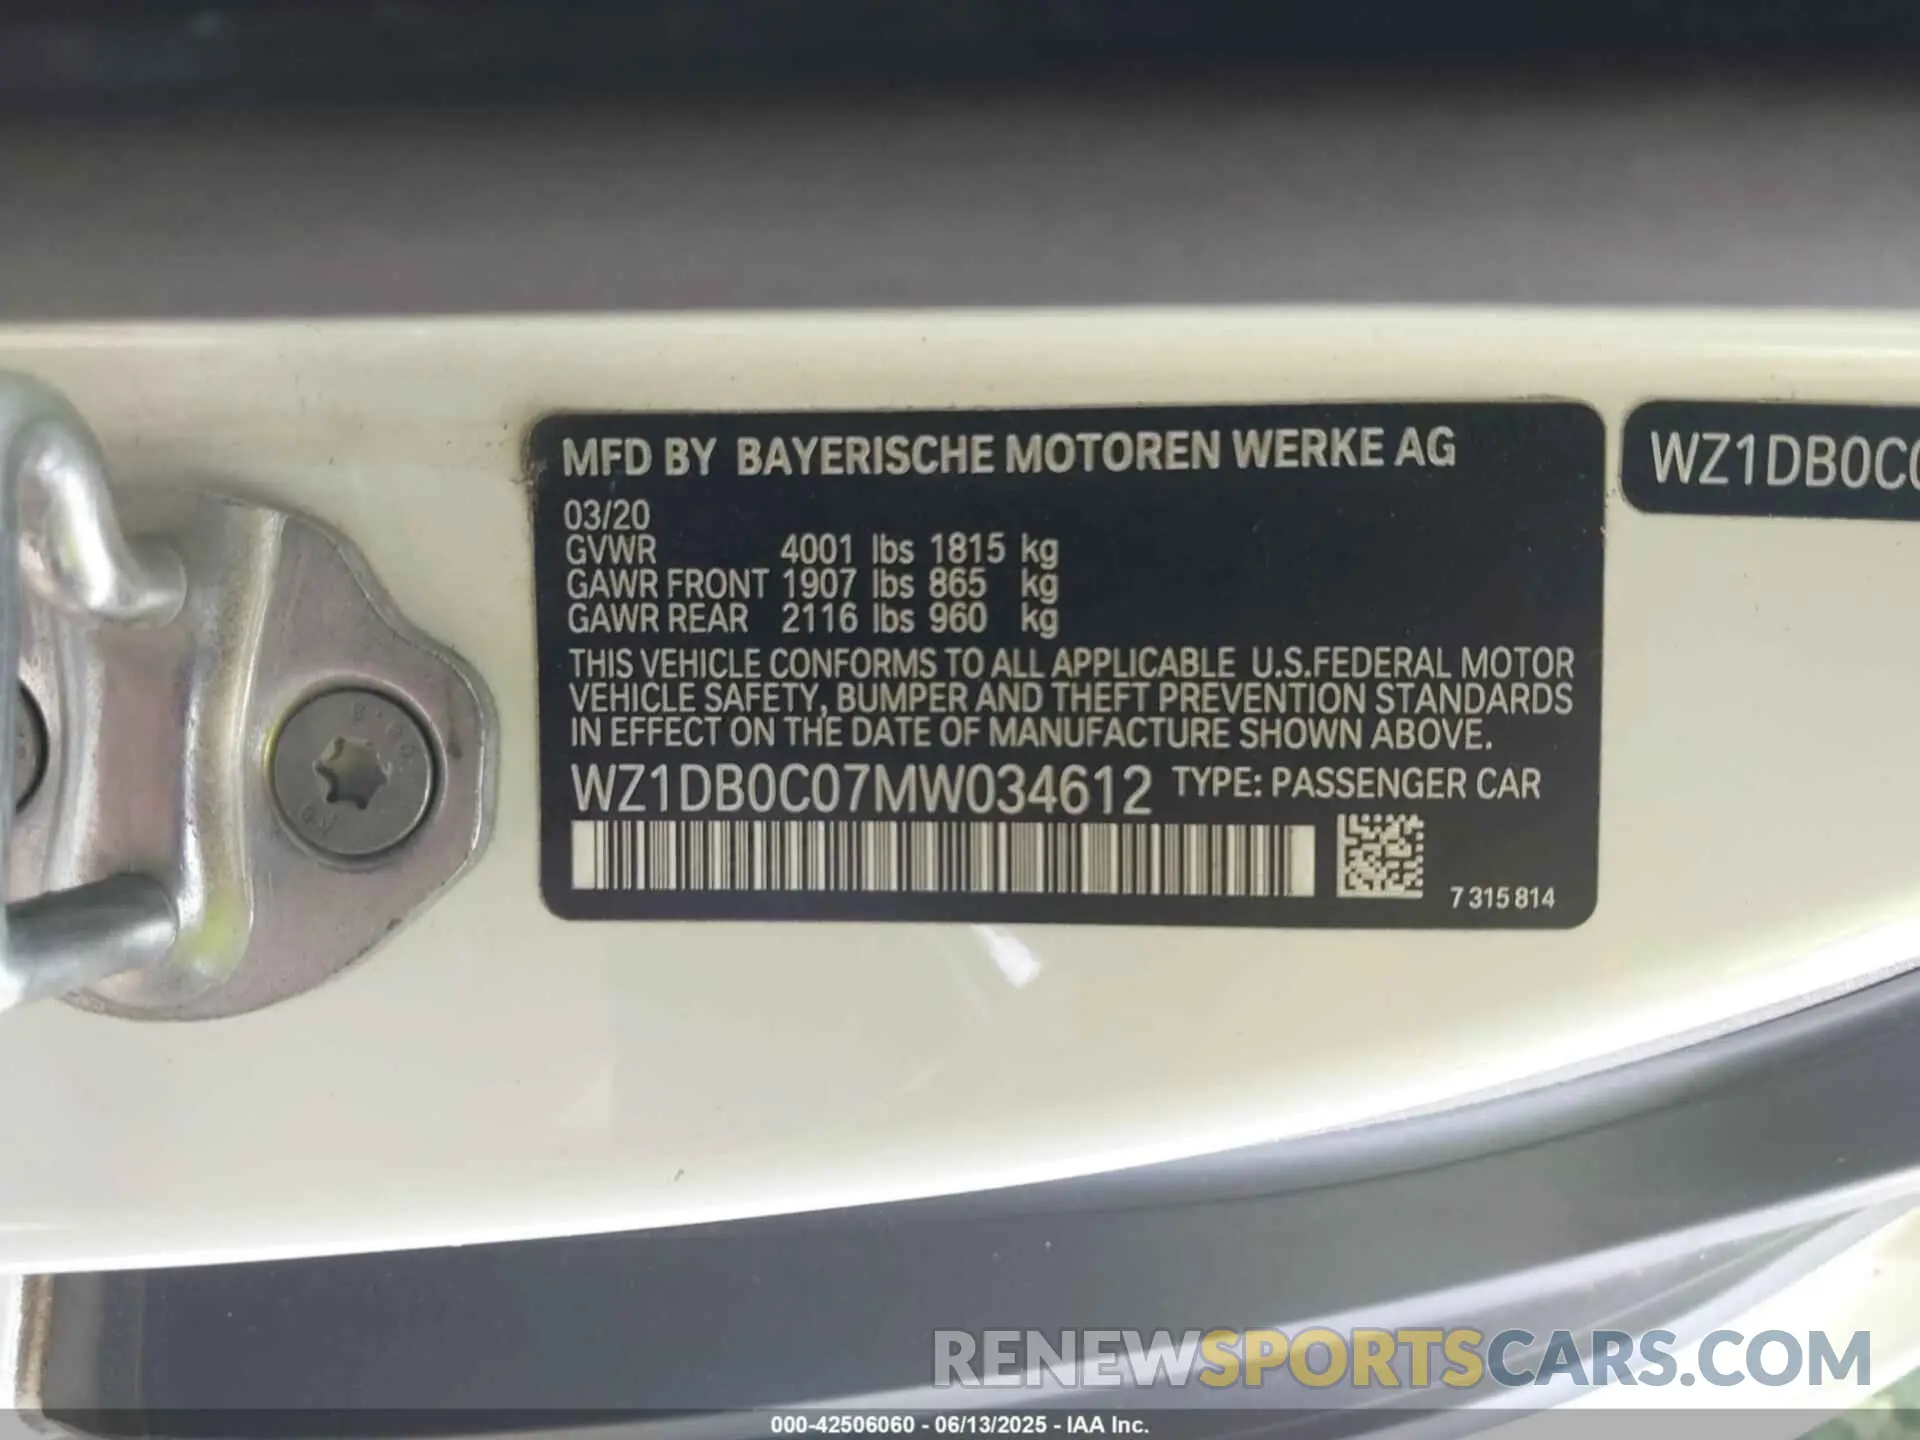 MFD BY BAYERISCHE MOTOREN WERKE AG
03/20
GVWR 4001 lbs 1815 kg
GAWR FRONT 1907 lbs 865 kg
GAWR REAR 2116 lbs 960 kg
THIS VEHICLE CONFORMS TO ALL APPLICABLE U.S.FEDERAL MOTOR
VEHICLE SAFETY, BUMPER AND THEFT PREVENTION STANDARDS
IN EFFECT ON THE DATE OF MANUFACTURE SHOWN ABOVE.
WZ1DB0C07MW034612 TYPE: PASSENGER CAR
7 315 814
WZ1DB0C0
RENEWSPORTSCARS.COM
000-42506060 - 06/13/2025 - IAA Inc.